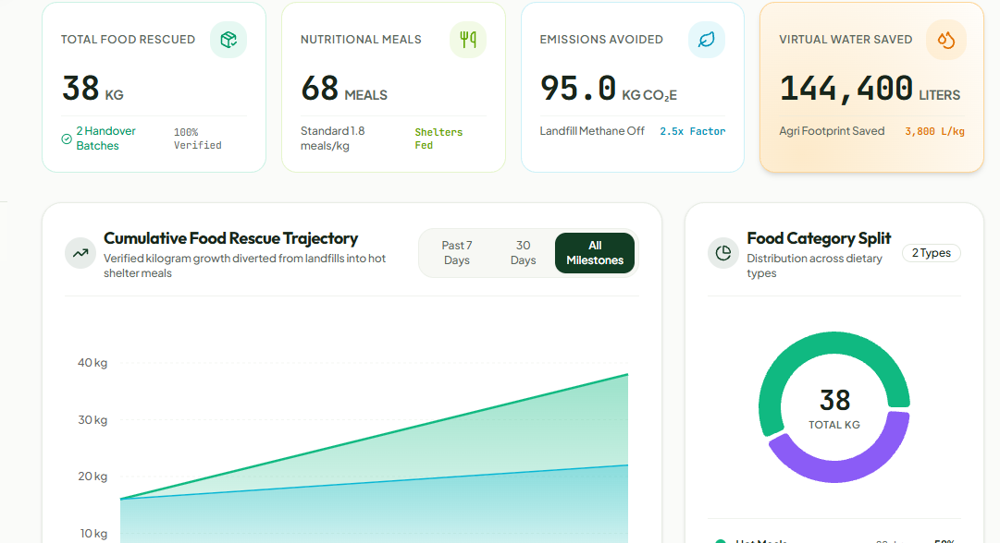 TOTAL FOOD RESCUED
38 KG
2 Handover
Batches
100%
Verified
NUTRITIONAL MEALS
68 MEALS
Standard 1.8
meals/kg
Shelters
Fed
EMISSIONS AVOIDED
95.0 KG CO₂E
Landfill Methane Off
2.5x Factor
VIRTUAL WATER SAVED
144,400 LITERS
Agri Footprint Saved
3,800 L/kg
Cumulative Food Rescue Trajectory
Verified kilogram growth diverted from landfills into hot
shelter meals
Past 7
Days
30
Days
All
Milestones
40 kg
30 kg
20 kg
10 kg
Food Category Split
Distribution across dietary
types
2 Types
38
TOTAL KG